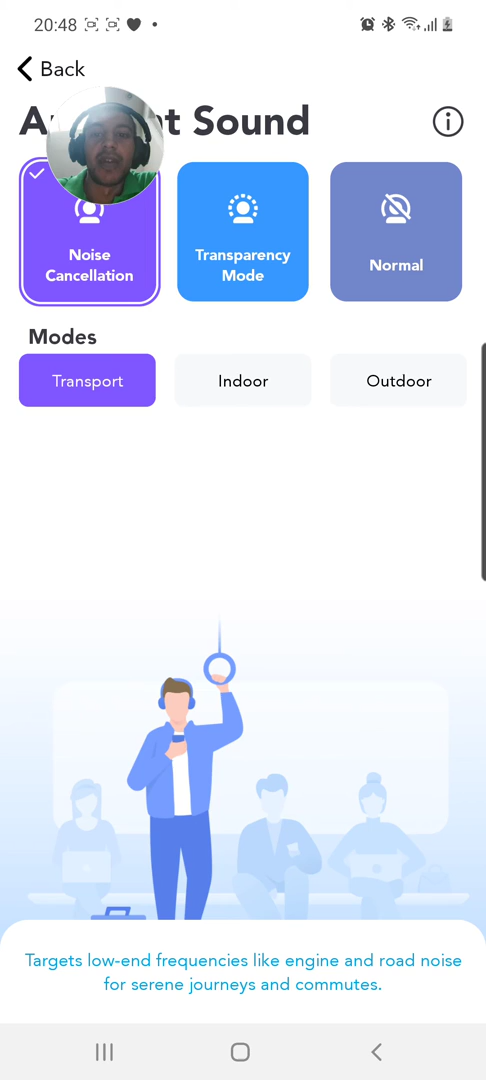 20:48
Back
t Sound
Noise
Cancellation
Transparency
Mode
Normal
Modes
Transport
Indoor
Outdoor
Targets low-end frequencies like engine and road noise
for serene journeys and commutes.